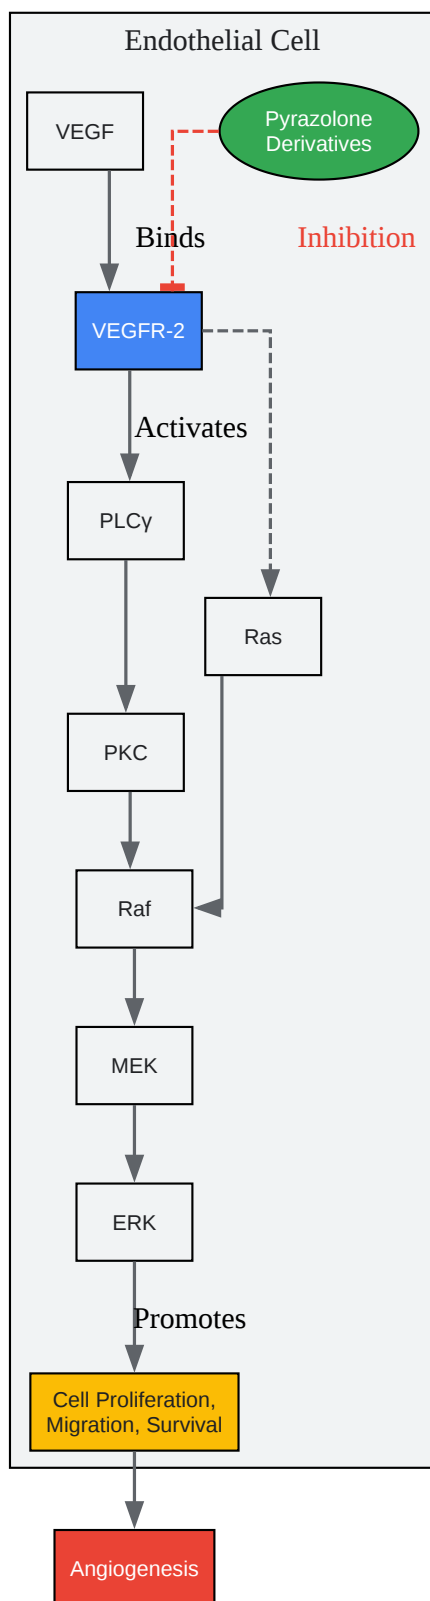 Endothelial Cell
VEGF
Pyrazolone
Derivatives
Binds
Inhibition
VEGFR-2
Activates
PLCγ
Ras
PKC
Raf
MEK
ERK
Promotes
Cell Proliferation,
Migration, Survival
Angiogenesis